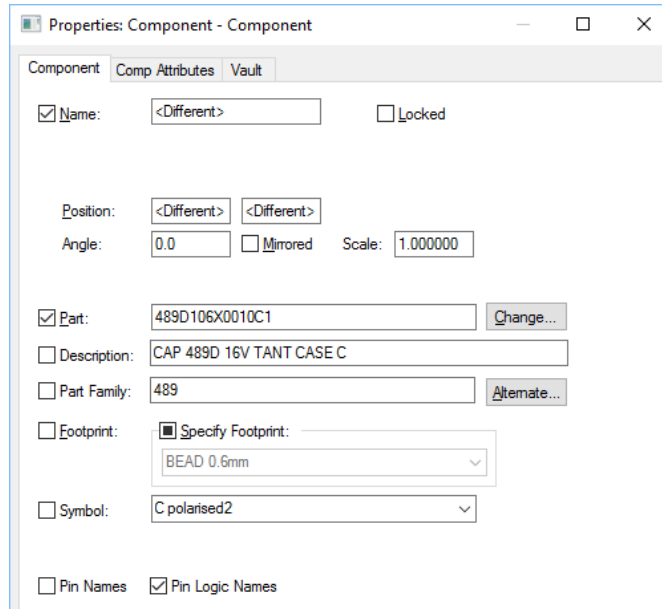 Properties: Component - Component
Component Comp Attributes Vault
Name: <Different> Locked
Position: <Different> <Different>
Angle: 0.0 Mirrored Scale: 1.000000
Part: 489D106X0010C1 Change...
Description: CAP 489D 16V TANT CASE C
Part Family: 489 Alternate...
Footprint: Specify Footprint:
BEAD 0.6mm
Symbol: C polarised2
Pin Names Pin Logic Names